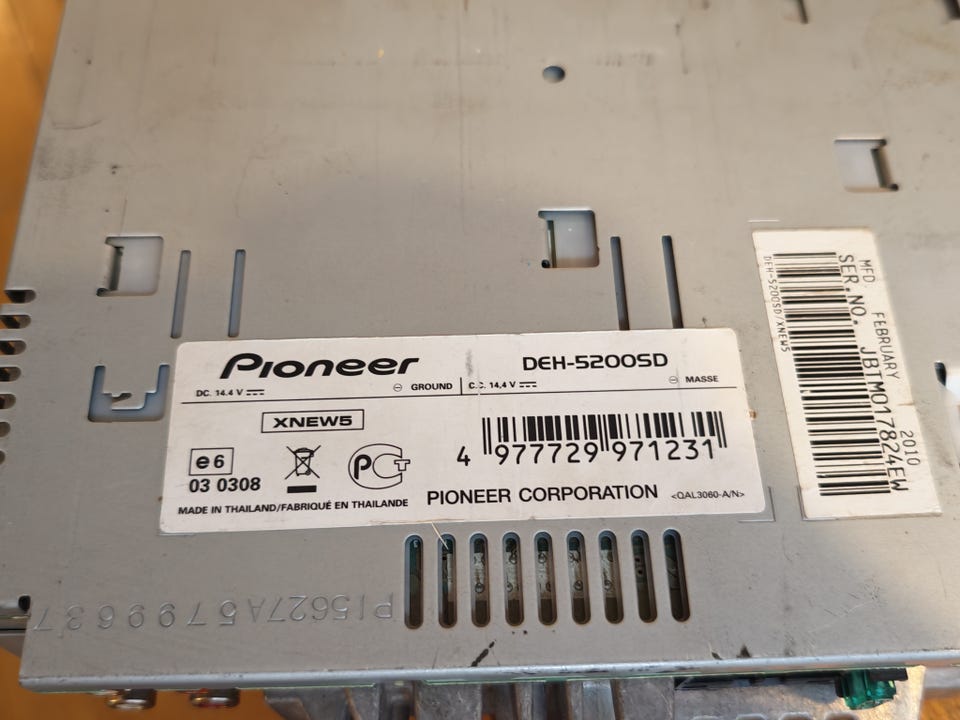 Pioneer DEH-5200SD
DC. 14.4 V ⎓ ⊖ GROUND | C.C. 14,4 V ⎓ ⊖ MASSE
XNEW5
4 977729 971231
e6
03 0308
PIONEER CORPORATION <QAL3060-A/N>
MADE IN THAILAND/FABRIQUÉ EN THAILANDE
MFD. FEBRUARY 2010
SER.NO. JBTM017824EW
DEH-5200SD/XNEW5
PI5627A5799637